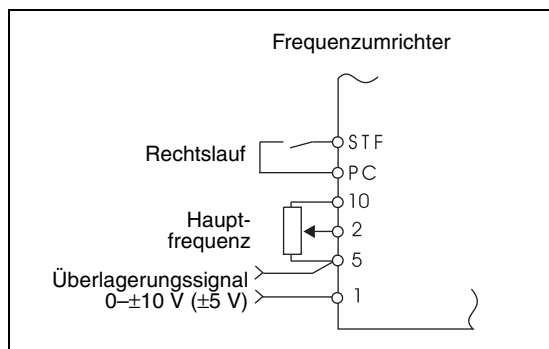 Frequenzumrichter
Rechtslauf
STF
PC
10
Haupt-
frequenz
2
5
Überlagerungssignal
0–±10 V (±5 V)
1